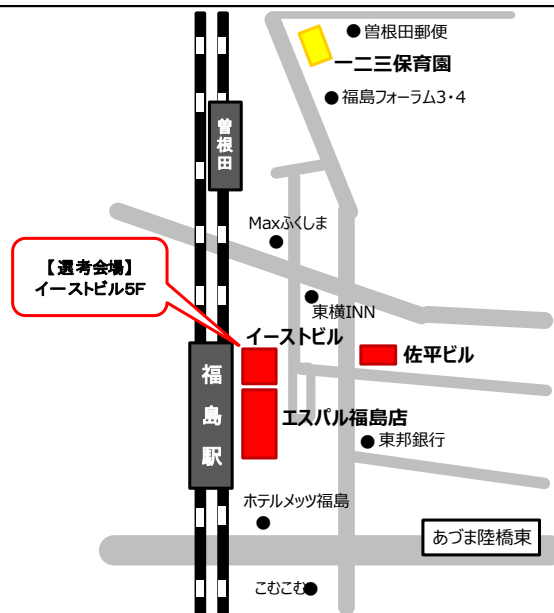 曽根田郵便
一二三保育園
福島フォーラム3・4
曽根田
Maxふくしま
【選考会場】
イーストビル5F
東横INN
イーストビル
佐平ビル
福島駅
エスパル福島店
東邦銀行
ホテルメッツ福島
あづま陸橋東
こむこむ